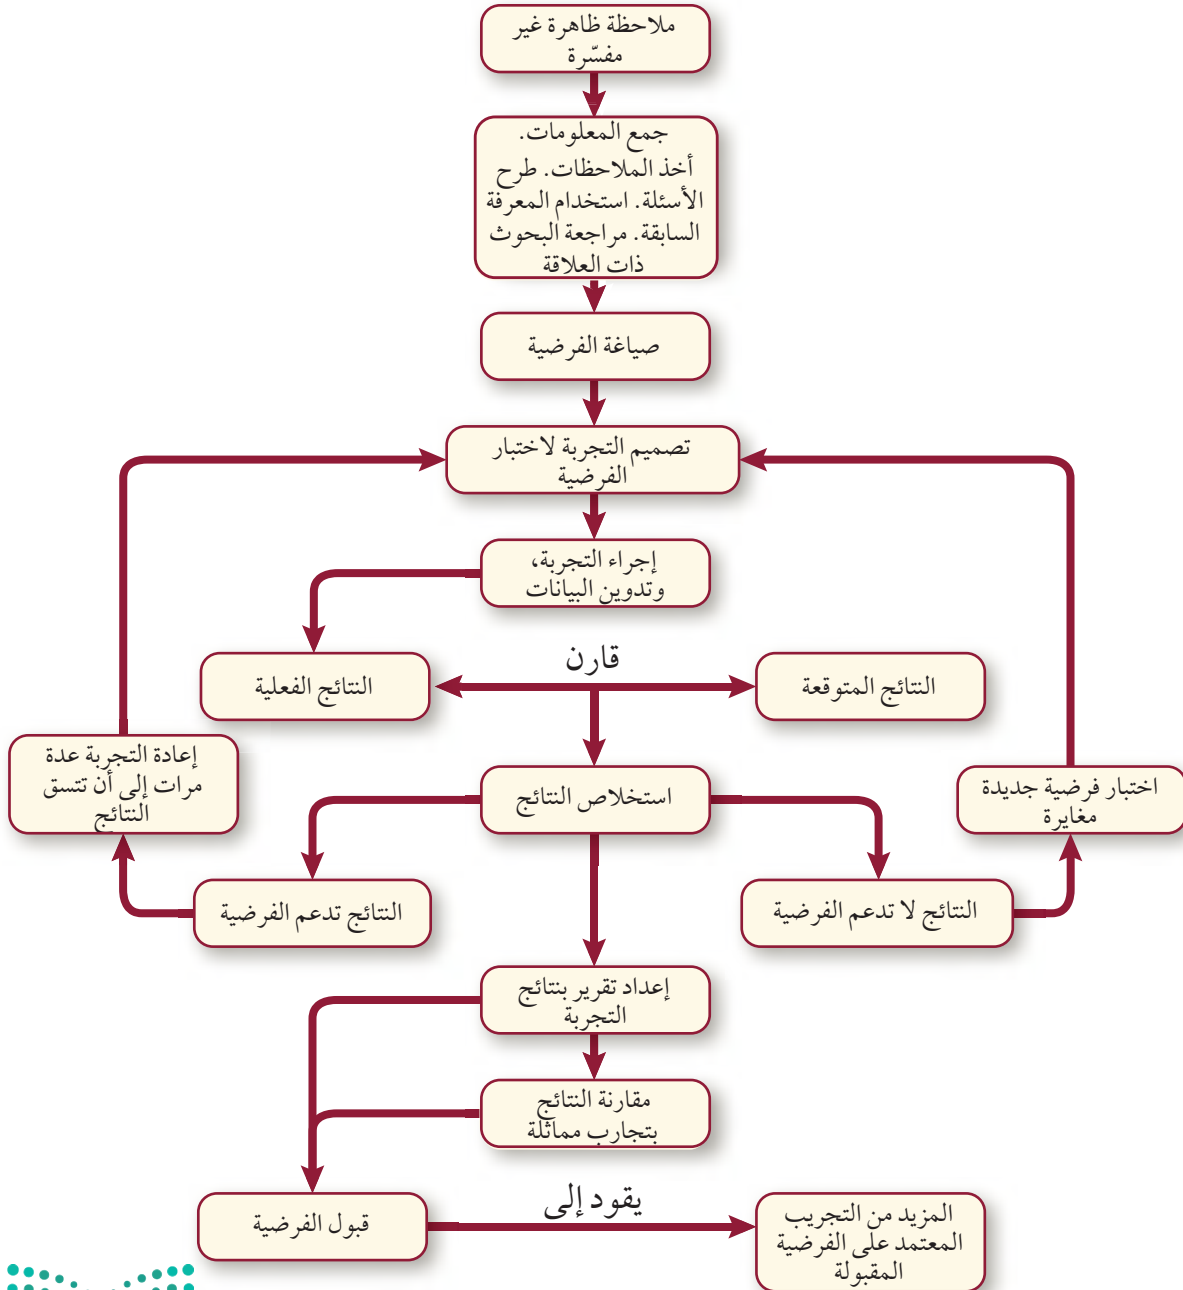 ملاحظة ظاهرة غير
مفسّرة
جمع المعلومات.
أخذ الملاحظات. طرح
الأسئلة. استخدام المعرفة
السابقة. مراجعة البحوث
ذات العلاقة
صياغة الفرضية
تصميم التجربة لاختبار
الفرضية
إجراء التجربة،
وتدوين البيانات
قارن
النتائج المتوقعة
النتائج الفعلية
اختبار فرضية جديدة
مغايرة
استخلاص النتائج
إعادة التجربة عدة
مرات إلى أن تتسق
النتائج
النتائج لا تدعم الفرضية
النتائج تدعم الفرضية
إعداد تقرير بنتائج
التجربة
مقارنة النتائج
بتجارب مماثلة
قبول الفرضية
يقود إلى
المزيد من التجريب
المعتمد على الفرضية
المقبولة